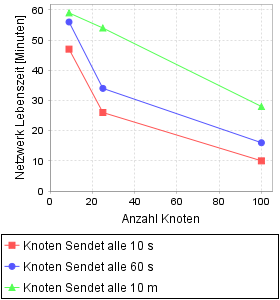 Netzwerk Lebenszeit [Minuten]
60
50
40
30
20
10
0
0 20 40 60 80 100
Anzahl Knoten
Knoten Sendet alle 10 s
Knoten Sendet alle 60 s
Knoten Sendet alle 10 m